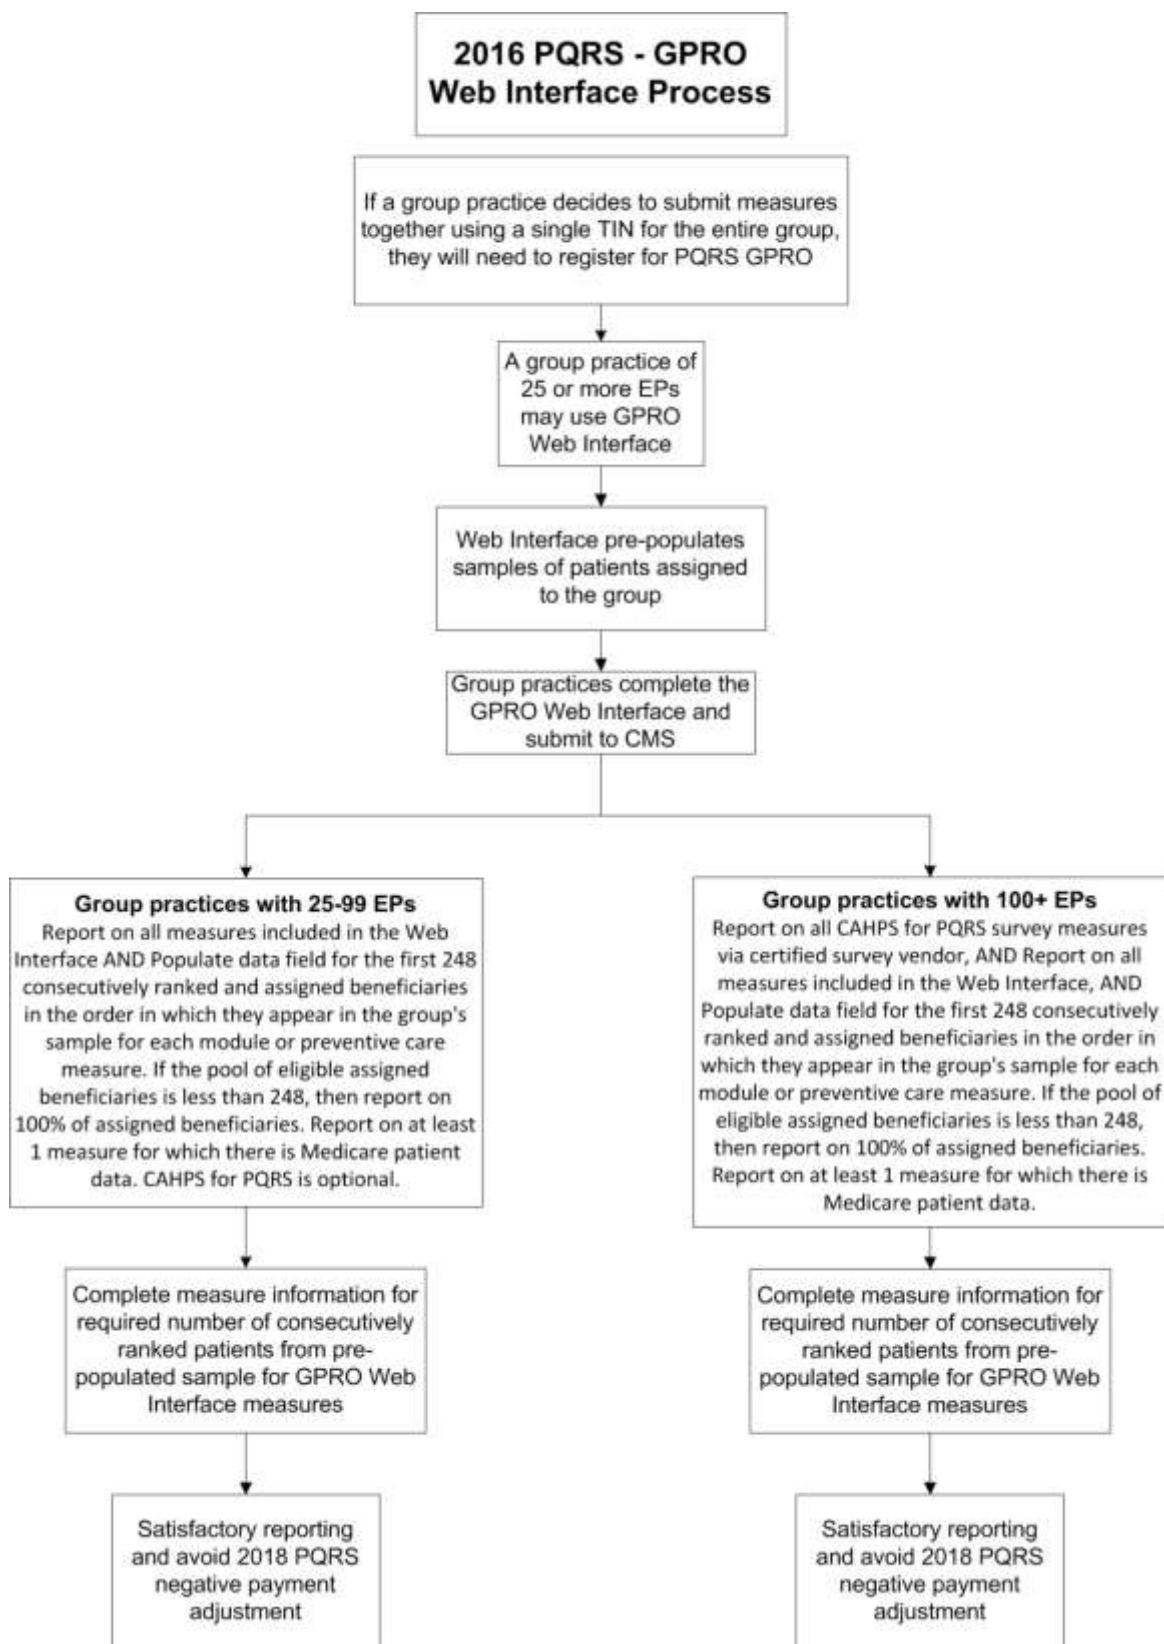 2016 PQRS - GPRO
Web Interface Process
If a group practice decides to submit measures
together using a single TIN for the entire group,
they will need to register for PQRS GPRO
A group practice of
25 or more EPs
may use GPRO
Web Interface
Web Interface pre-populates
samples of patients assigned
to the group
Group practices complete the
GPRO Web Interface and
submit to CMS
Group practices with 25-99 EPs
Report on all measures included in the Web
Interface AND Populate data field for the first 248
consecutively ranked and assigned beneficiaries
in the order in which they appear in the group's
sample for each module or preventive care
measure. If the pool of eligible assigned
beneficiaries is less than 248, then report on
100% of assigned beneficiaries. Report on at least
1 measure for which there is Medicare patient
data. CAHPS for PQRS is optional.
Group practices with 100+ EPs
Report on all CAHPS for PQRS survey measures
via certified survey vendor, AND Report on all
measures included in the Web Interface, AND
Populate data field for the first 248 consecutively
ranked and assigned beneficiaries in the order in
which they appear in the group's sample for each
module or preventive care measure. If the pool of
eligible assigned beneficiaries is less than 248,
then report on 100% of assigned beneficiaries.
Report on at least 1 measure for which there is
Medicare patient data.
Complete measure information for
required number of consecutively
ranked patients from pre-
populated sample for GPRO Web
Interface measures
Complete measure information for
required number of consecutively
ranked patients from pre-
populated sample for GPRO Web
Interface measures
Satisfactory reporting
and avoid 2018 PQRS
negative payment
adjustment
Satisfactory reporting
and avoid 2018 PQRS
negative payment
adjustment